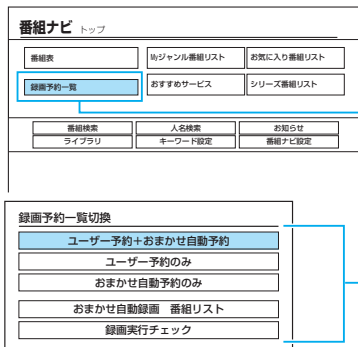 番組ナビ トップ
番組表 Myジャンル番組リスト お気に入り番組リスト
録画予約一覧 おすすめサービス シリーズ番組リスト
番組検索 人名検索 お知らせ
ライブラリ キーワード設定 番組ナビ設定
録画予約一覧切換
ユーザー予約＋おまかせ自動予約
ユーザー予約のみ
おまかせ自動予約のみ
おまかせ自動録画　番組リスト
録画実行チェック